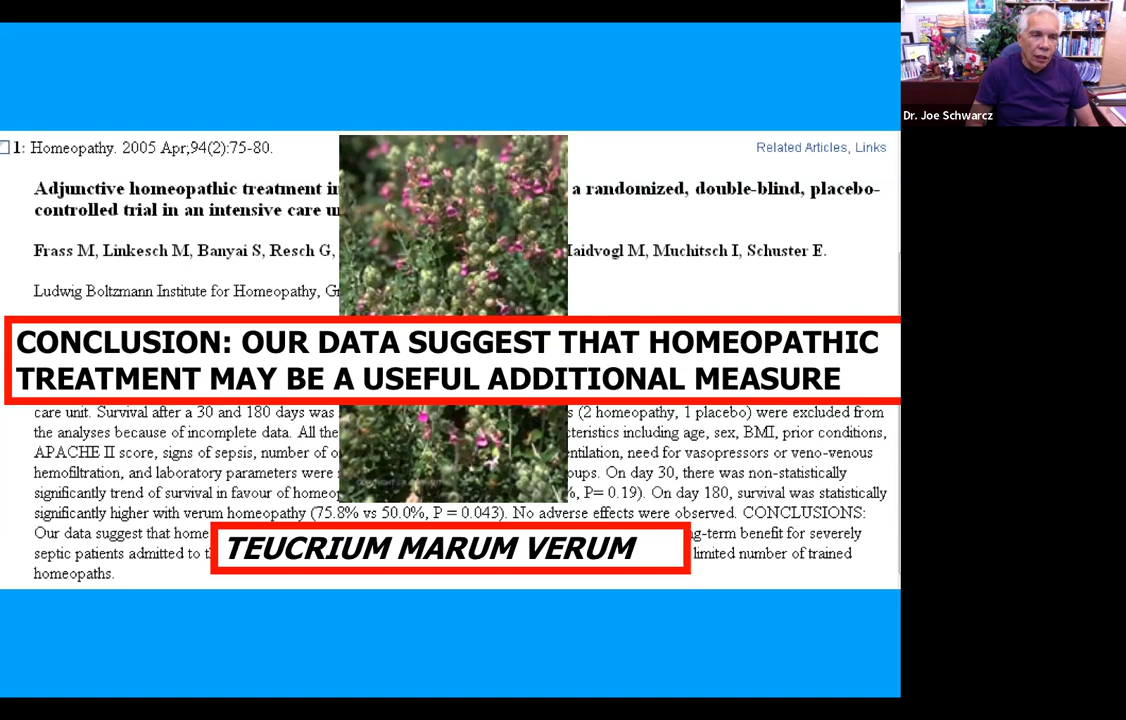 1: Homeopathy. 2005 Apr;94(2):75-80.
Related Articles, Links
Adjunctive homeopathic treatment in a randomized, double-blind, placebo-
controlled trial in an intensive care
Frass M, Linkesch M, Banyai S, Resch G, Maidvogl M, Muchitsch I, Schuster E.
Ludwig Boltzmann Institute for Homeopathy,
CONCLUSION: OUR DATA SUGGEST THAT HOMEOPATHIC
TREATMENT MAY BE A USEFUL ADDITIONAL MEASURE
care unit. Survival after a 30 and 180 days was (2 homeopathy, 1 placebo) were excluded from
the analyses because of incomplete data. All the including age, sex, BMI, prior conditions,
APACHE II score, signs of sepsis, number of need for vasopressors or veno-venous
hemofiltration, and laboratory parameters were On day 30, there was non-statistically
significantly trend of survival in favour of P= 0.19). On day 180, survival was statistically
significantly higher with verum homeopathy (75.8% vs 50.0%, P = 0.043). No adverse effects were observed. CONCLUSIONS:
Our data suggest that benefit for severely
TEUCRIUM MARUM VERUM
septic patients admitted to limited number of trained
homeopaths.
Dr. Joe Schwarcz